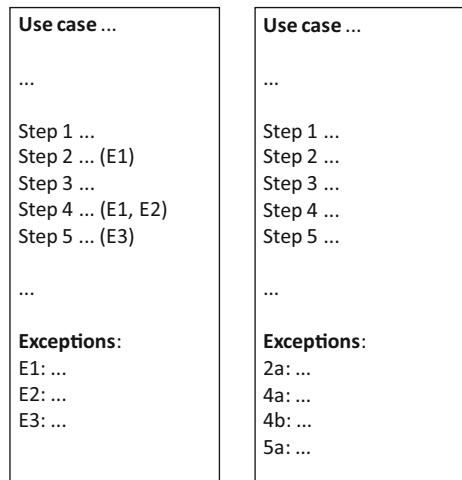 Use case ...
...
Step 1 ...
Step 2 ... (E1)
Step 3 ...
Step 4 ... (E1, E2)
Step 5 ... (E3)
...
Exceptions:
E1: ...
E2: ...
E3: ...
Use case ...
...
Step 1 ...
Step 2 ...
Step 3 ...
Step 4 ...
Step 5 ...
...
Exceptions:
2a: ...
4a: ...
4b: ...
5a: ...